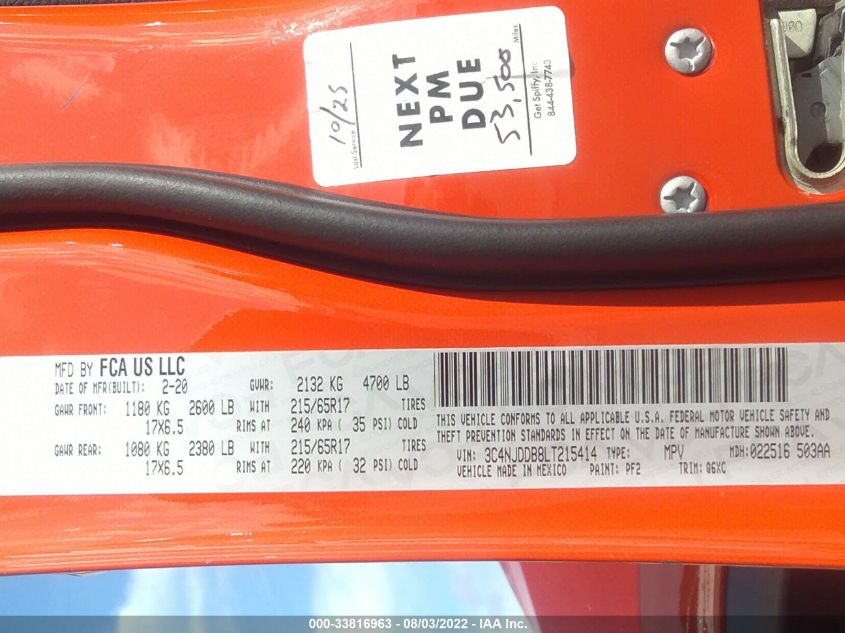 10/25
Last Service
NEXT
PM
DUE
53,500
Miles
Get Spiffy, Inc
844-438-7743
MFD BY FCA US LLC
DATE OF MFR(BUILT): 2-20 GVWR: 2132 KG 4700 LB
GAWR FRONT: 1180 KG 2600 LB WITH 215/65R17 TIRES
17X6.5 RIMS AT 240 KPA ( 35 PSI) COLD
GAWR REAR: 1080 KG 2380 LB WITH 215/65R17 TIRES
17X6.5 RIMS AT 220 KPA ( 32 PSI) COLD
THIS VEHICLE CONFORMS TO ALL APPLICABLE U.S.A. FEDERAL MOTOR VEHICLE SAFETY AND
THEFT PREVENTION STANDARDS IN EFFECT ON THE DATE OF MANUFACTURE SHOWN ABOVE.
VIN: 3C4NJDDB8LT215414 TYPE: MPV MDH:022516 503AA
VEHICLE MADE IN MEXICO PAINT: PF2 TRIM: Q6XC
000-33816963 - 08/03/2022 - IAA Inc.